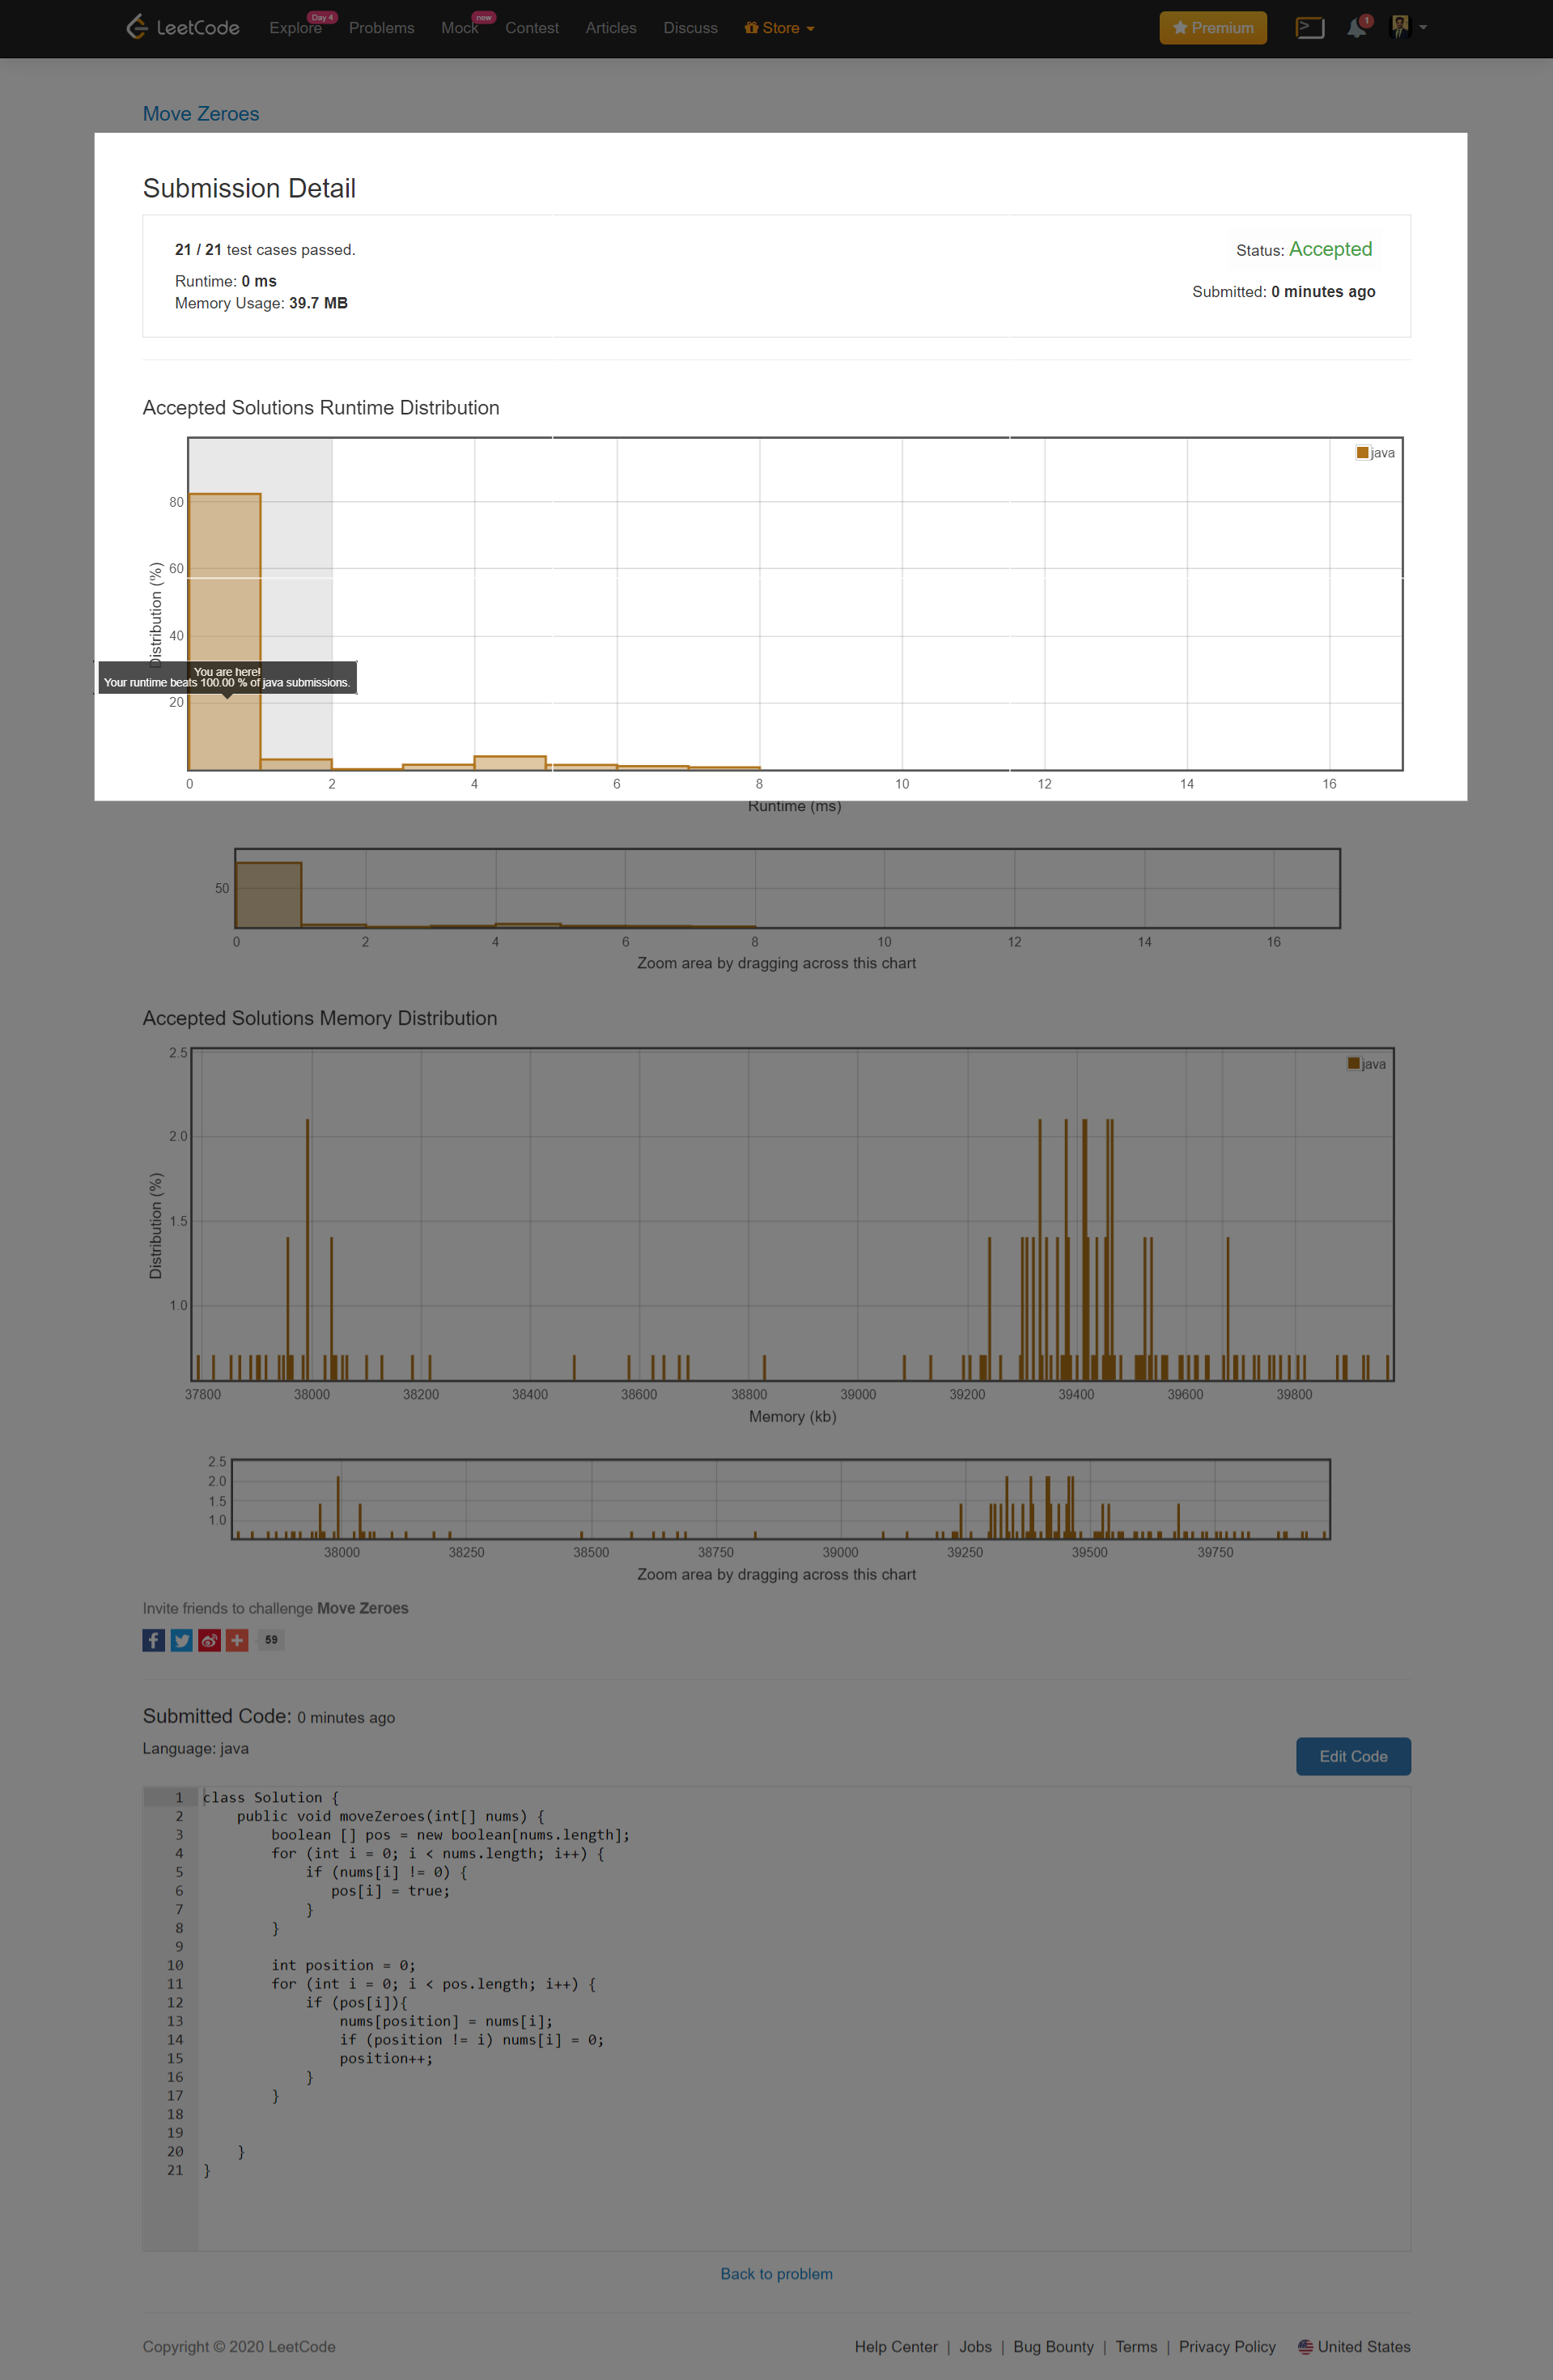 LeetCode Explore Day 4 Problems Mock new Contest Articles Discuss Store Premium 1
Move Zeroes
Submission Detail
21 / 21 test cases passed.
Status: Accepted
Runtime: 0 ms
Submitted: 0 minutes ago
Memory Usage: 39.7 MB
Accepted Solutions Runtime Distribution
java
80
60
40
20
Distribution (%)
You are here!
Your runtime beats 100.00 % of java submissions.
0 2 4 6 8 10 12 14 16
Runtime (ms)
50
0 2 4 6 8 10 12 14 16
Zoom area by dragging across this chart
Accepted Solutions Memory Distribution
java
2.5
2.0
1.5
1.0
Distribution (%)
37800 38000 38200 38400 38600 38800 39000 39200 39400 39600 39800
Memory (kb)
2.5
2.0
1.5
1.0
38000 38250 38500 38750 39000 39250 39500 39750
Zoom area by dragging across this chart
Invite friends to challenge Move Zeroes
59
Submitted Code: 0 minutes ago
Language: java
Edit Code
1 class Solution {
2     public void moveZeroes(int[] nums) {
3         boolean [] pos = new boolean[nums.length];
4         for (int i = 0; i < nums.length; i++) {
5             if (nums[i] != 0) {
6                pos[i] = true;
7             }
8         }
9
10         int position = 0;
11         for (int i = 0; i < pos.length; i++) {
12             if (pos[i]){
13                 nums[position] = nums[i];
14                 if (position != i) nums[i] = 0;
15                 position++;
16             }
17         }
18
19
20     }
21 }
Back to problem
Copyright © 2020 LeetCode
Help Center | Jobs | Bug Bounty | Terms | Privacy Policy United States